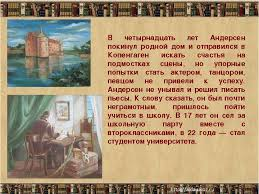 В четырнадцать лет Андерсен
покинул родной дом и отправился в
Копенгаген искать счастья на
подмостках сцены, но упорные
попытки стать актером, танцором,
певцом не привели к успеху.
Андерсен не унывал и решил писать
пьесы. К слову сказать, он был почти
неграмотным, пришлось пойти
учиться в школу. В 17 лет он сел за
школьную парту вместе с
второклассниками, в 22 года — стал
студентом университета.